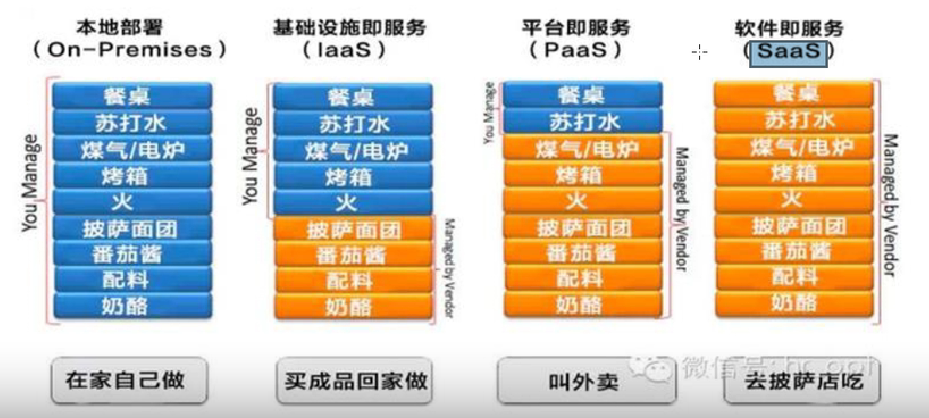 本地部署
（On-Premises）
You Manage
餐桌
苏打水
煤气/电炉
烤箱
火
披萨面团
番茄酱
配料
奶酪
在家自己做
基础设施即服务
（IaaS）
You Manage
餐桌
苏打水
煤气/电炉
烤箱
火
披萨面团
番茄酱
配料
奶酪
Managed by Vendor
买成品回家做
平台即服务
（PaaS）
You Manage
餐桌
苏打水
煤气/电炉
烤箱
火
披萨面团
番茄酱
配料
奶酪
Managed by Vendor
叫外卖
软件即服务
（SaaS）
餐桌
苏打水
煤气/电炉
烤箱
火
披萨面团
番茄酱
配料
奶酪
Managed by Vendor
去披萨店吃
微信号: